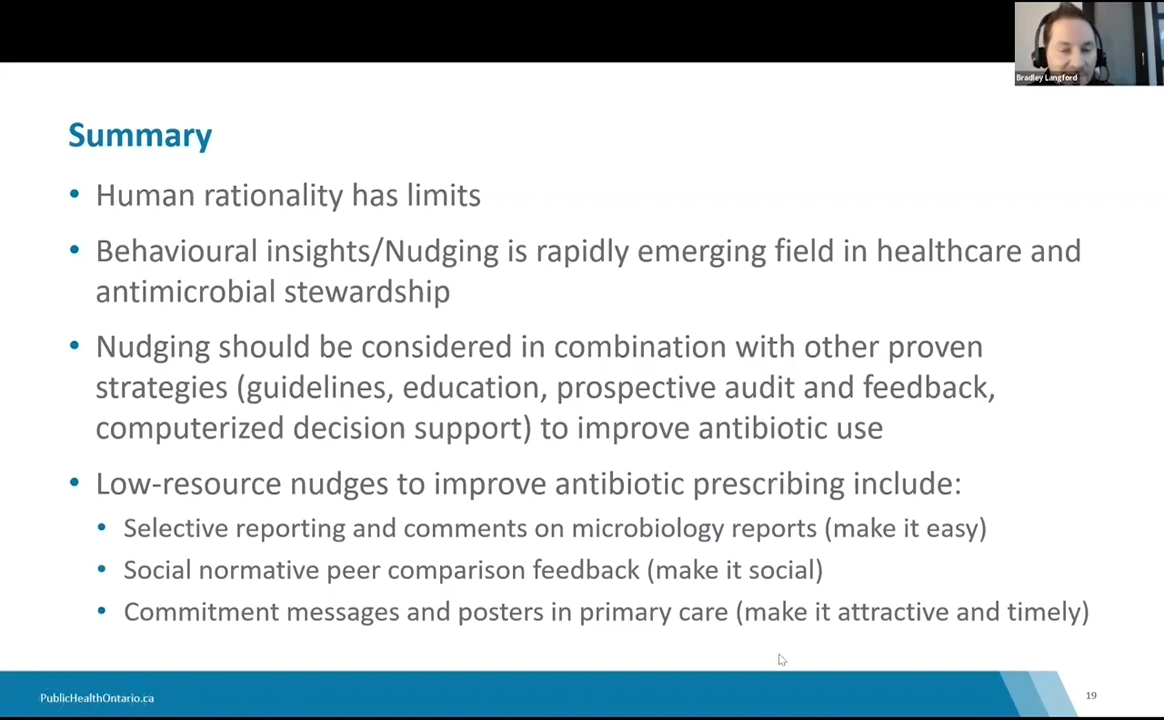 Bradley Langford
Summary
• Human rationality has limits
• Behavioural insights/Nudging is rapidly emerging field in healthcare and
antimicrobial stewardship
• Nudging should be considered in combination with other proven
strategies (guidelines, education, prospective audit and feedback,
computerized decision support) to improve antibiotic use
• Low-resource nudges to improve antibiotic prescribing include:
• Selective reporting and comments on microbiology reports (make it easy)
• Social normative peer comparison feedback (make it social)
• Commitment messages and posters in primary care (make it attractive and timely)
PublicHealthOntario.ca
19